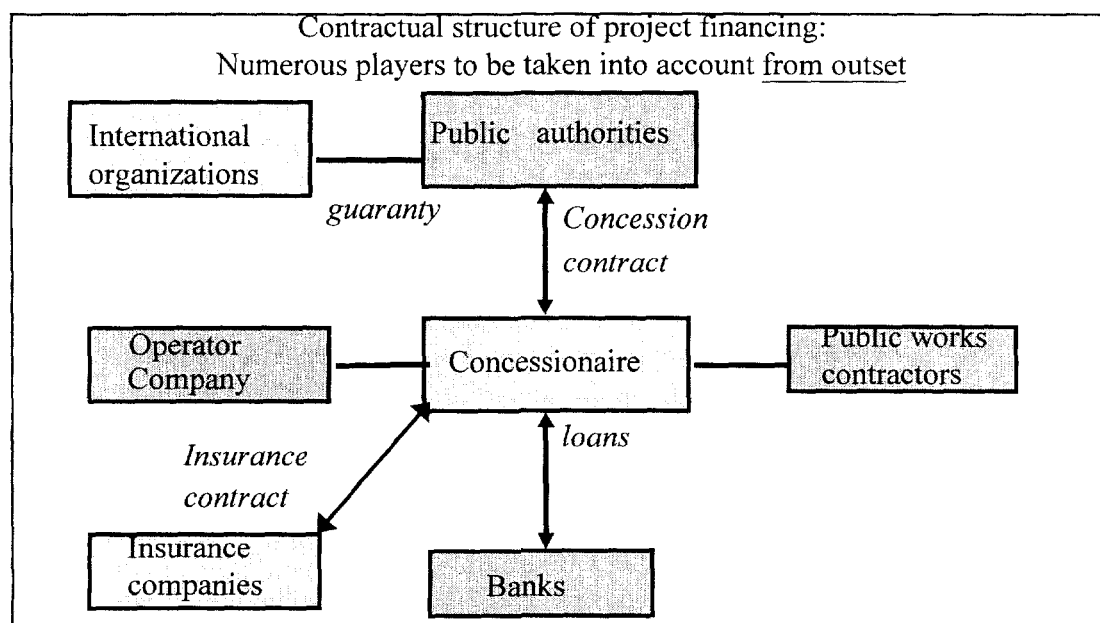 Contractual structure of project financing:
Numerous players to be taken into account from outset
International
organizations
Public authorities
guaranty
Concession
contract
Operator
Company
Concessionaire
Public works
contractors
Insurance
contract
loans
Insurance
companies
Banks